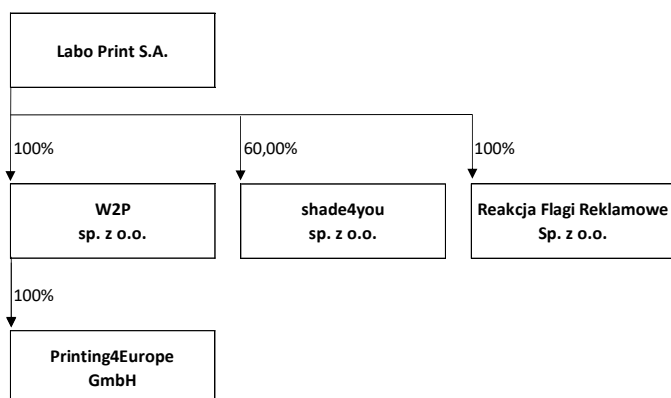 Labo Print S.A.
100%
60,00%
100%
W2P
sp. z o.o.
shade4you
sp. z o.o.
Reakcja Flagi Reklamowe
Sp. z o.o.
100%
Printing4Europe
GmbH